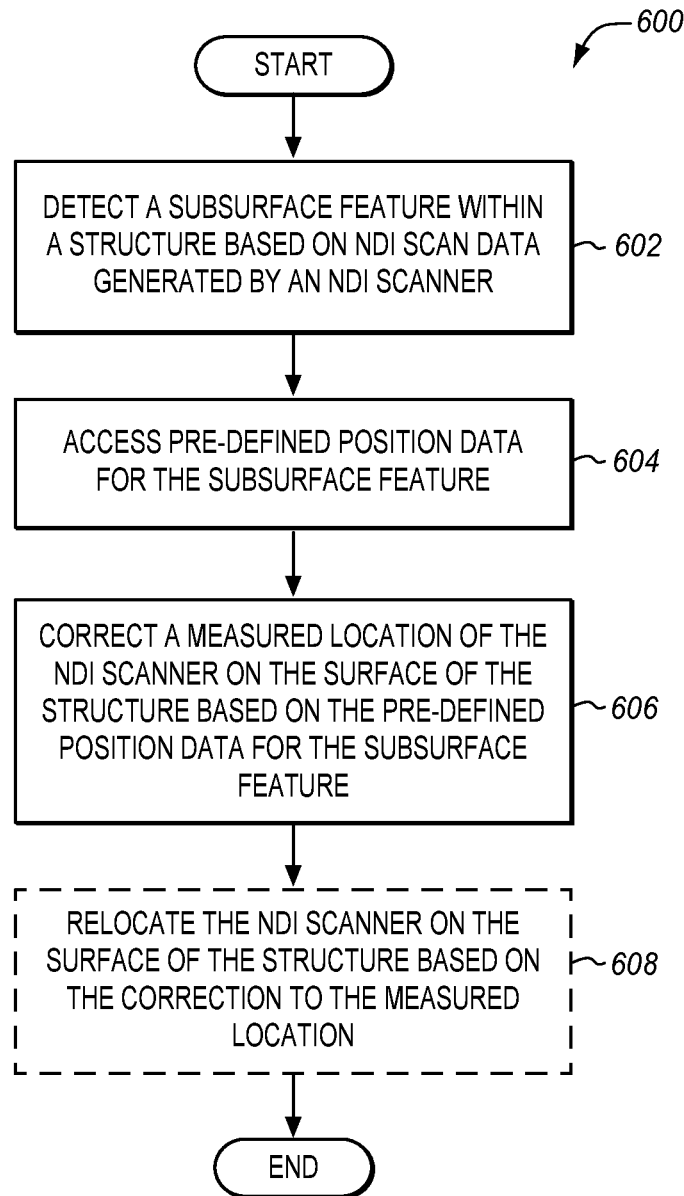 600
START
DETECT A SUBSURFACE FEATURE WITHIN
A STRUCTURE BASED ON NDI SCAN DATA
GENERATED BY AN NDI SCANNER
602
ACCESS PRE-DEFINED POSITION DATA
FOR THE SUBSURFACE FEATURE
604
CORRECT A MEASURED LOCATION OF THE
NDI SCANNER ON THE SURFACE OF THE
STRUCTURE BASED ON THE PRE-DEFINED
POSITION DATA FOR THE SUBSURFACE
FEATURE
606
RELOCATE THE NDI SCANNER ON THE
SURFACE OF THE STRUCTURE BASED ON
THE CORRECTION TO THE MEASURED
LOCATION
608
END